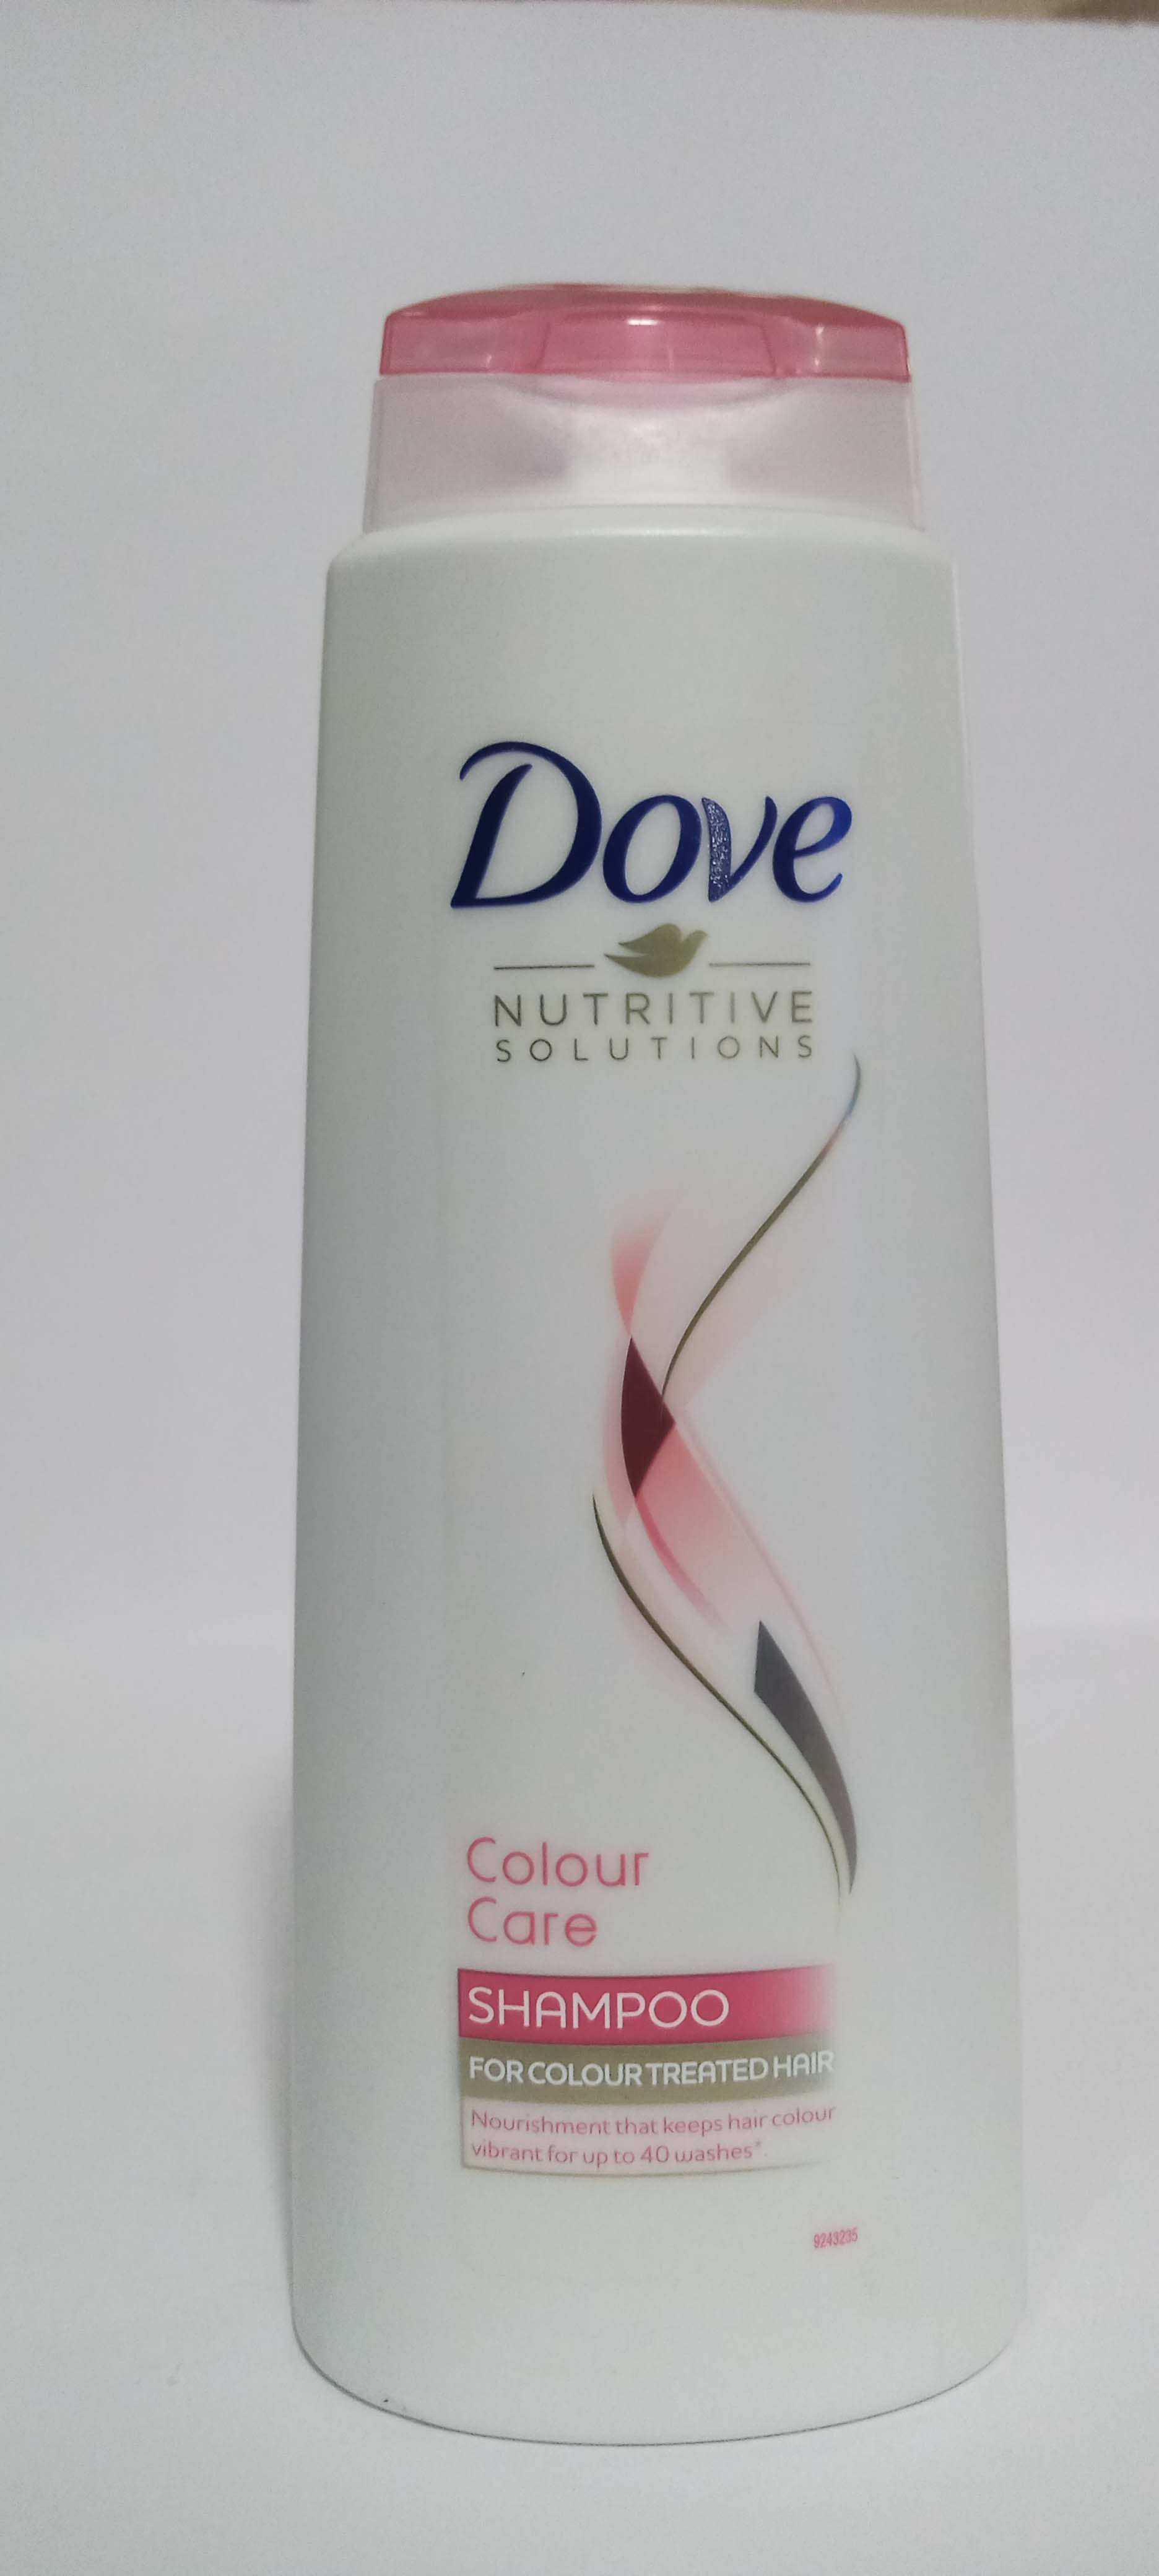 Dove
NUTRITIVE
SOLUTIONS
Colour
Care
SHAMPOO
FOR COLOUR TREATED HAIR
Nourishment that keeps hair colour
vibrant for up to 40 washes*.
9243235